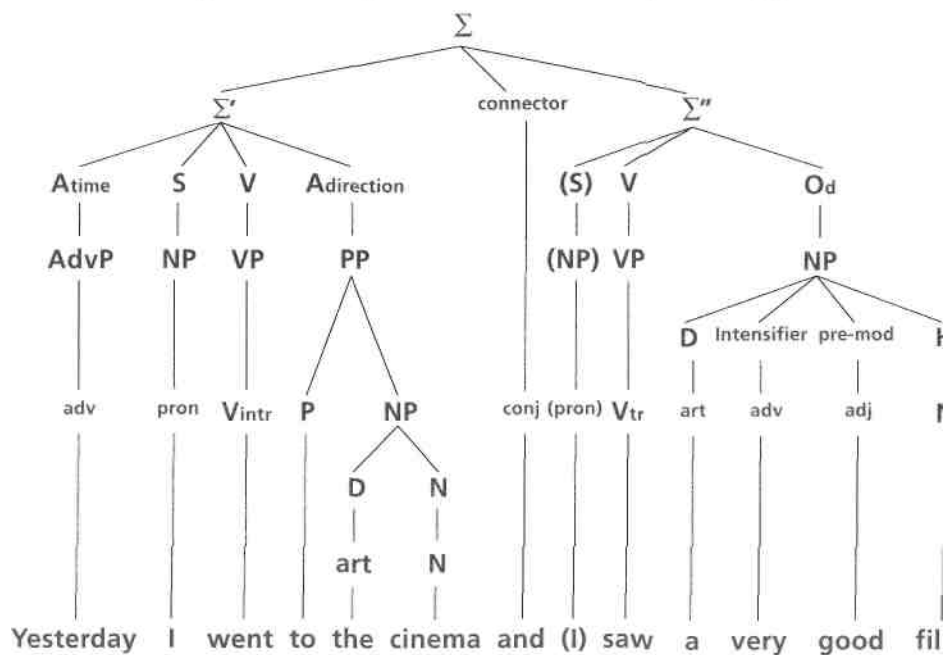 Σ
Σ' connector Σ"
Atime S V Adirection (S) V Od
AdvP NP VP PP (NP) VP NP
D Intensifier pre-mod
adv pron Vintr P NP conj (pron) Vtr art adv adj
D N
art N
Yesterday I went to the cinema and (I) saw a very good fil